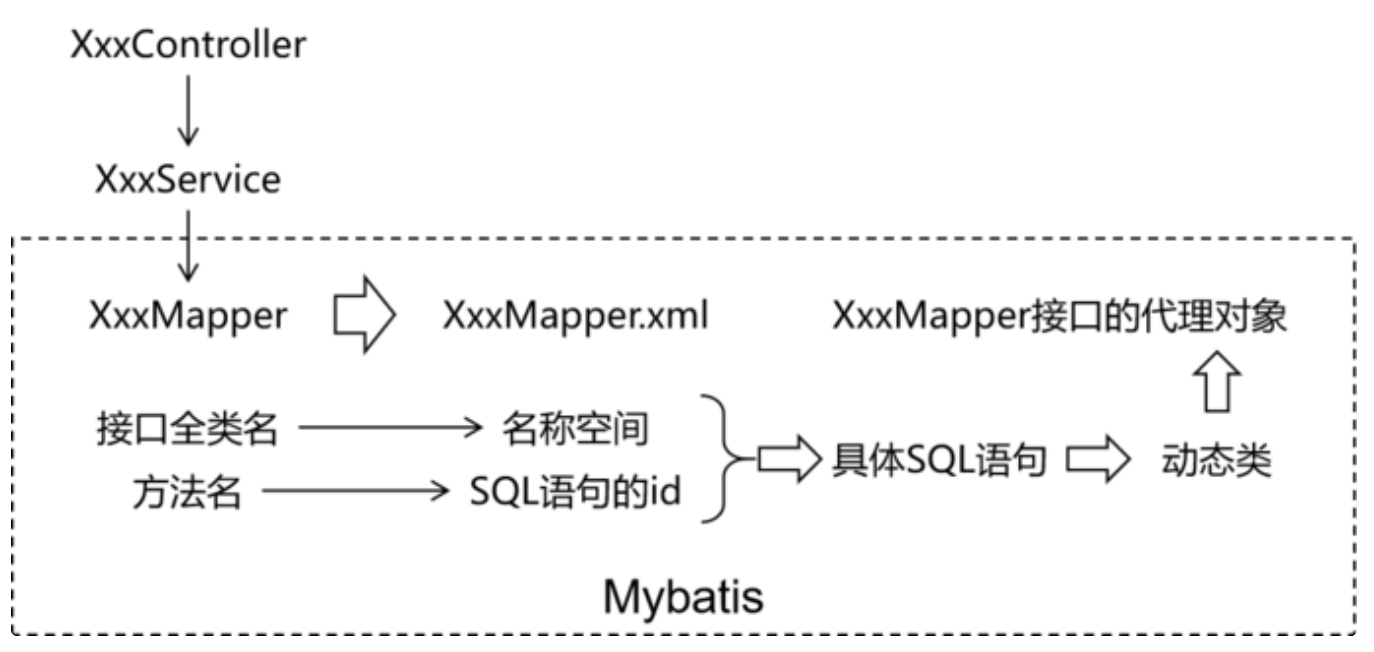 XxxController
XxxService
XxxMapper XxxMapper.xml XxxMapper接口的代理对象
接口全类名 名称空间
方法名 SQL语句的id
具体SQL语句 动态类
Mybatis